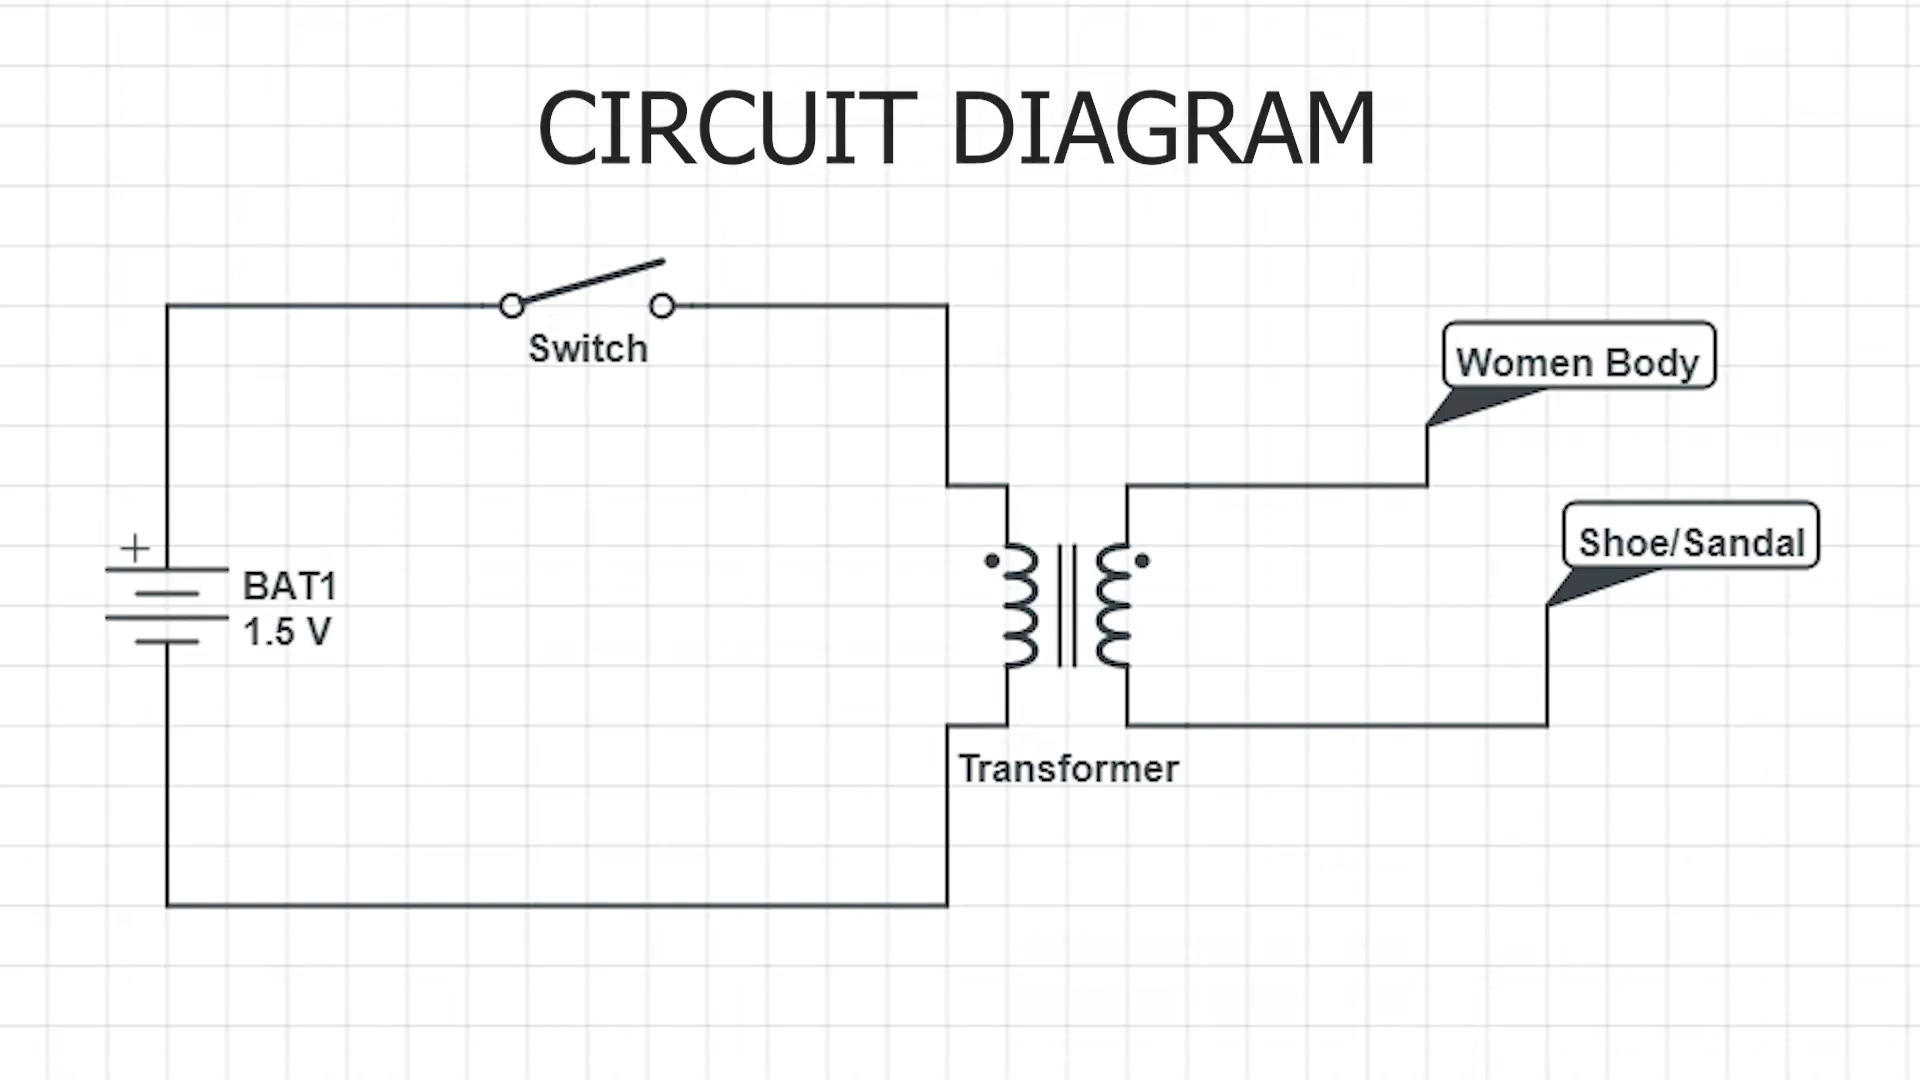 CIRCUIT DIAGRAM
Switch
Women Body
Shoe/Sandal
+
BAT1
1.5 V
Transformer